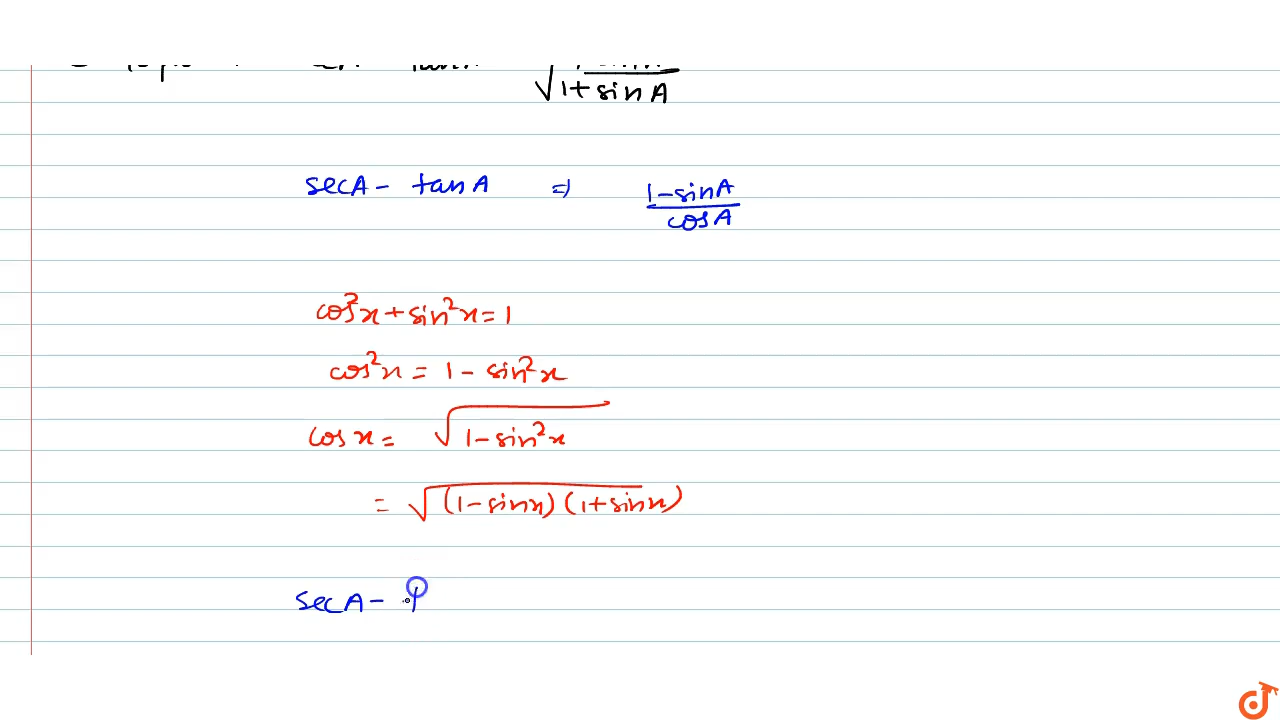 √1+sinA
secA- tanA ⇒ 1-sinA/cosA
cos²x+sin²x=1
cos²x = 1- sin²x
cosx= √1-sin²x
= √(1-sinx)(1+sinx)
secA-